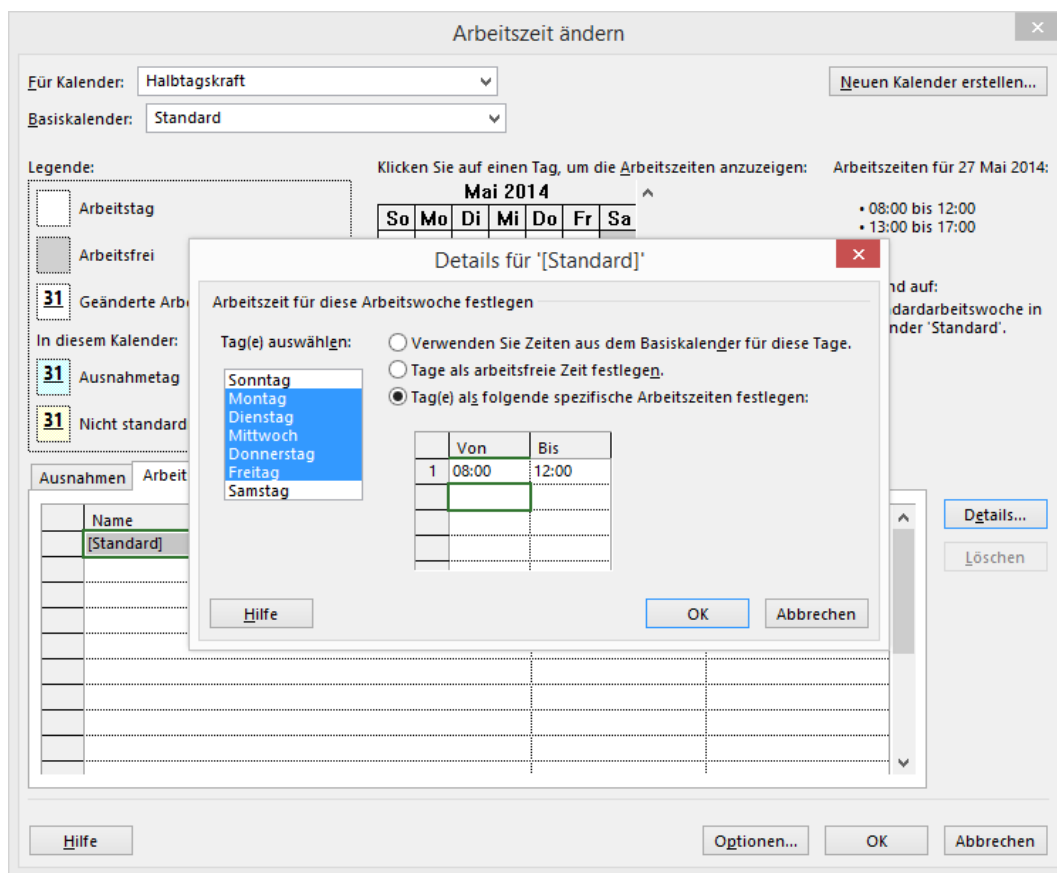 Arbeitszeit ändern
Für Kalender: Halbtagskraft
Neuen Kalender erstellen...
Basiskalender: Standard
Legende:
Klicken Sie auf einen Tag, um die Arbeitszeiten anzuzeigen:
Arbeitszeiten für 27 Mai 2014:
Arbeitstag
Mai 2014
So Mo Di Mi Do Fr Sa
• 08:00 bis 12:00
• 13:00 bis 17:00
Arbeitsfrei
31 Geänderte Arb
nd auf:
dardarbeitswoche in
nder 'Standard'.
In diesem Kalender:
31 Ausnahmetag
31 Nicht standard
Details für '[Standard]'
Arbeitszeit für diese Arbeitswoche festlegen
Tag(e) auswählen:
Sonntag
Montag
Dienstag
Mittwoch
Donnerstag
Freitag
Samstag
Verwenden Sie Zeiten aus dem Basiskalender für diese Tage.
Tage als arbeitsfreie Zeit festlegen.
Tag(e) als folgende spezifische Arbeitszeiten festlegen:
Von Bis
1 08:00 12:00
Hilfe
OK
Abbrechen
Ausnahmen
Arbeit
Name
[Standard]
Details...
Löschen
Hilfe
Optionen...
OK
Abbrechen